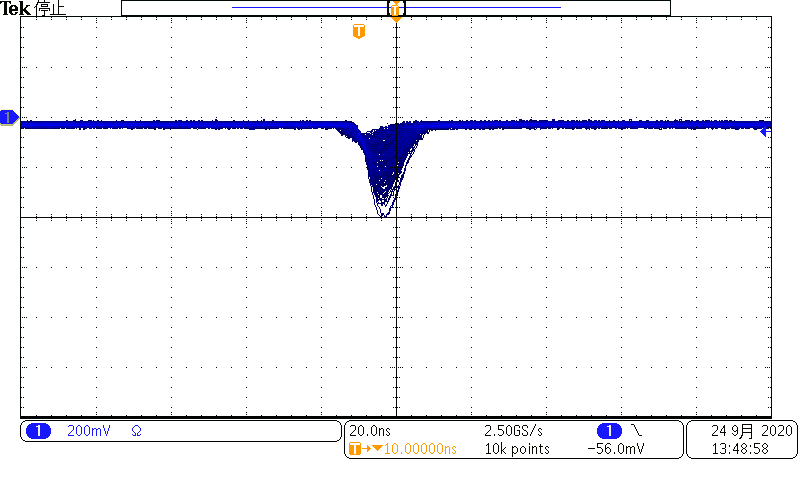 Tek 停止
T
T
1
1 200mV Ω
20.0ns 2.50GS/s 1 \
T→▼10.00000ns 10k points −56.0mV
24 9月 2020
13:48:58